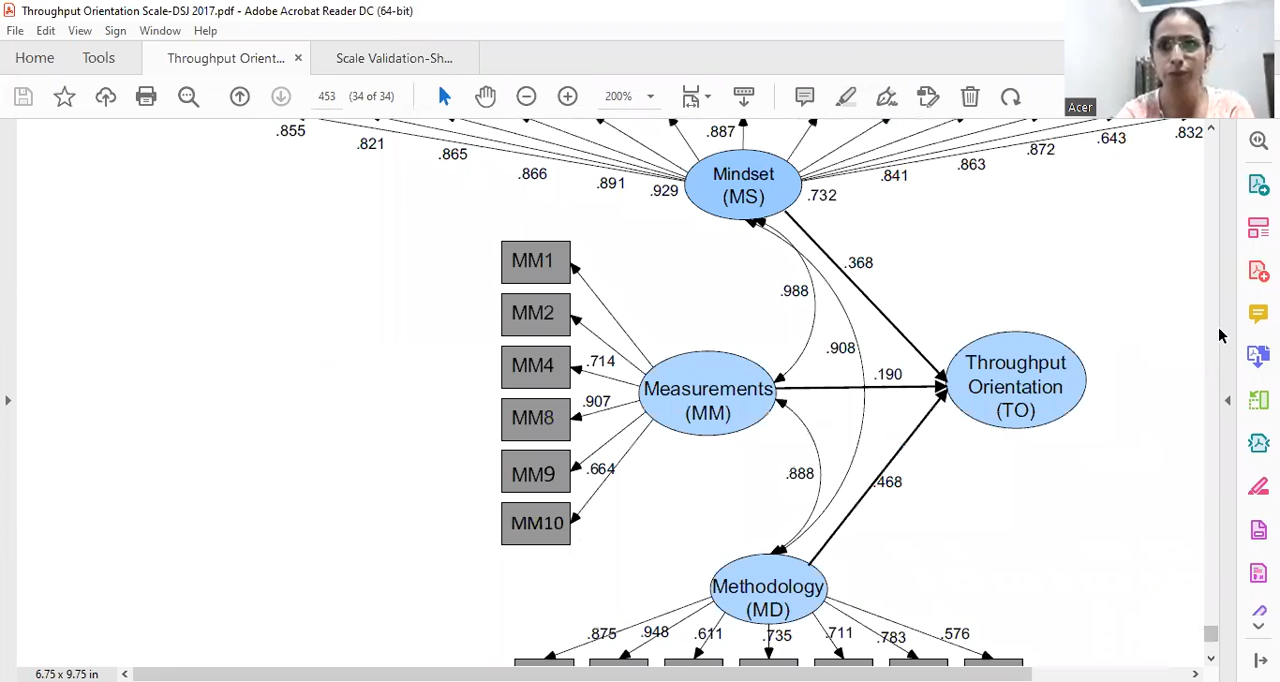 Throughput Orientation Scale-DSJ 2017.pdf - Adobe Acrobat Reader DC (64-bit)
File Edit View Sign Window Help
Home Tools Throughput Orient... × Scale Validation-Sh...
453 (34 of 34) 200%
Acer
.855 .887 .832
.821 .643
.865 .872
.866 .863
.891 .841
.929 .732
Mindset
(MS)
MM1
.368
.988
MM2
.908
MM4
.714
.190
Measurements
(MM)
Throughput
Orientation
(TO)
.907
MM8
MM9
.664
.888
.468
MM10
Methodology
(MD)
.875 .948 .611 .735 .711 .783 .576
6.75 x 9.75 in